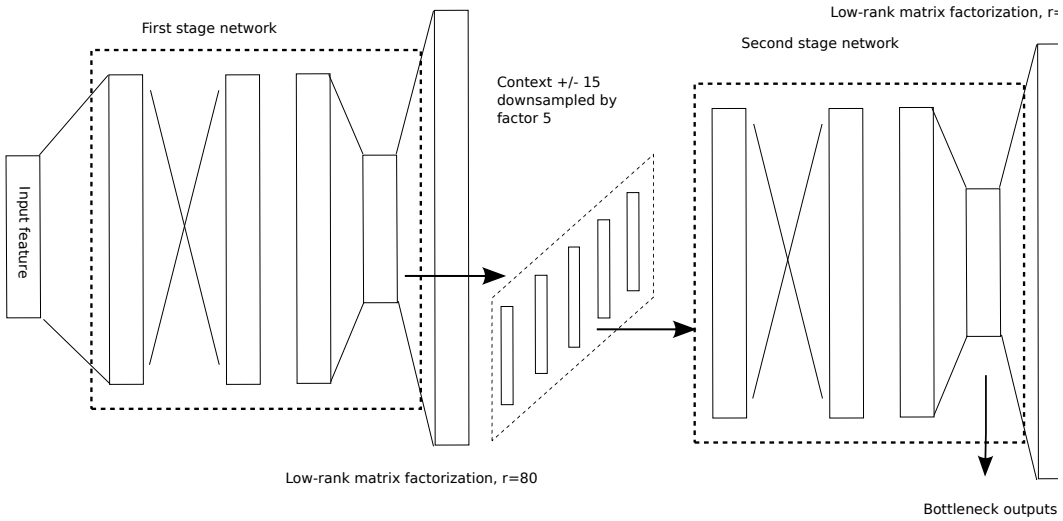 Low-rank matrix factorization, r=
First stage network
Second stage network
Context +/- 15
downsampled by
factor 5
Input feature
Low-rank matrix factorization, r=80
Bottleneck outputs